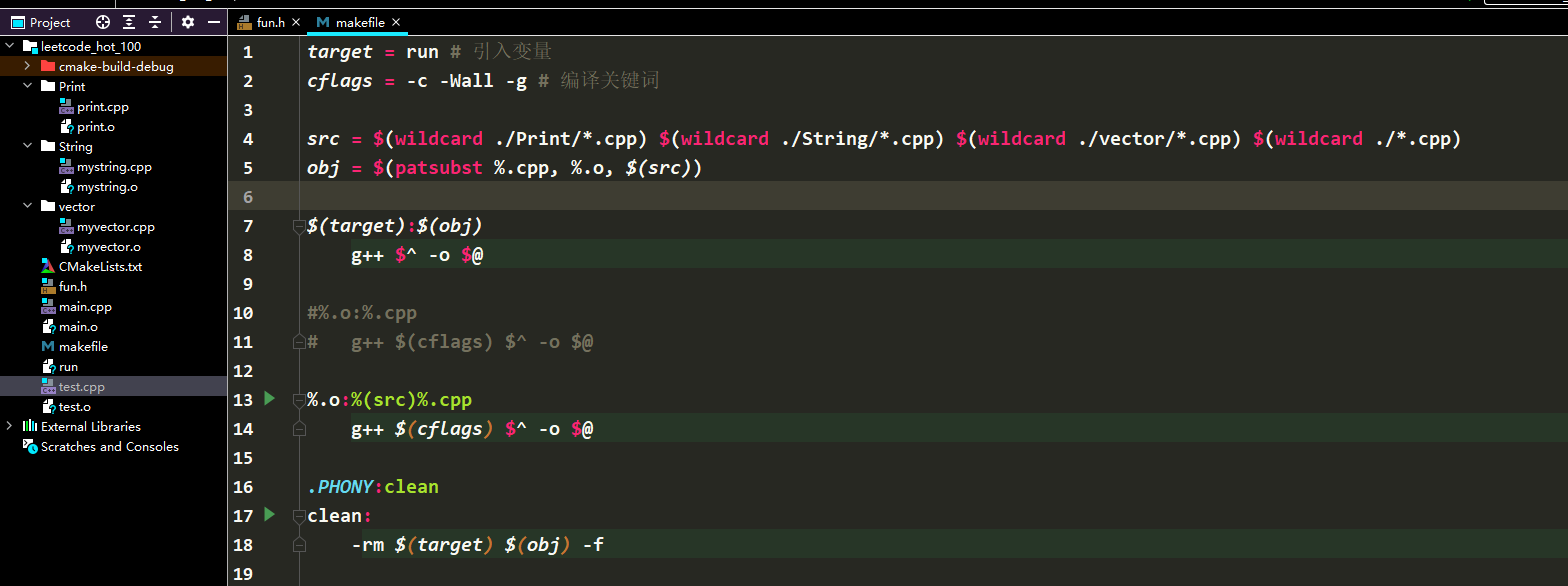 Project
fun.h
makefile
leetcode_hot_100
cmake-build-debug
Print
print.cpp
print.o
String
mystring.cpp
mystring.o
vector
myvector.cpp
myvector.o
CMakeLists.txt
fun.h
main.cpp
main.o
makefile
run
test.cpp
test.o
External Libraries
Scratches and Consoles
1 target = run # 引入变量
2 cflags = -c -Wall -g # 编译关键词
3
4 src = $(wildcard ./Print/*.cpp) $(wildcard ./String/*.cpp) $(wildcard ./vector/*.cpp) $(wildcard ./*.cpp)
5 obj = $(patsubst %.cpp, %.o, $(src))
6
7 $(target):$(obj)
8 g++ $^ -o $@
9
10 #%.o:%.cpp
11 # g++ $(cflags) $^ -o $@
12
13 %.o:%(src)%.cpp
14 g++ $(cflags) $^ -o $@
15
16 .PHONY:clean
17 clean:
18 -rm $(target) $(obj) -f
19